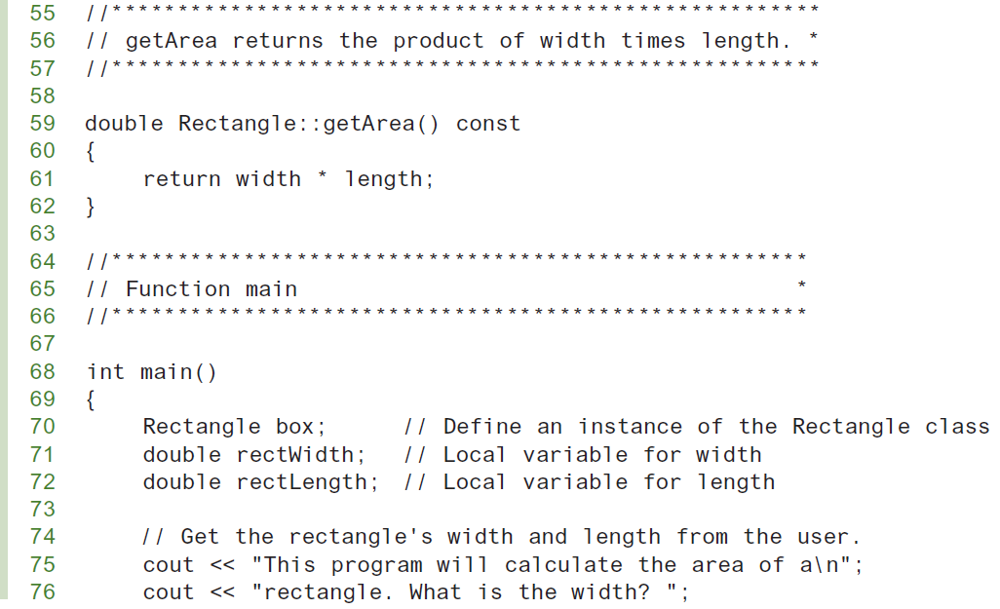 55 //******************************************************
56 // getArea returns the product of width times length. *
57 //******************************************************
58
59 double Rectangle::getArea() const
60 {
61     return width * length;
62 }
63
64 //*****************************************************
65 // Function main                                      *
66 //*****************************************************
67
68 int main()
69 {
70     Rectangle box;      // Define an instance of the Rectangle class
71     double rectWidth;   // Local variable for width
72     double rectLength;  // Local variable for length
73
74     // Get the rectangle's width and length from the user.
75     cout << "This program will calculate the area of a\n";
76     cout << "rectangle. What is the width? ";